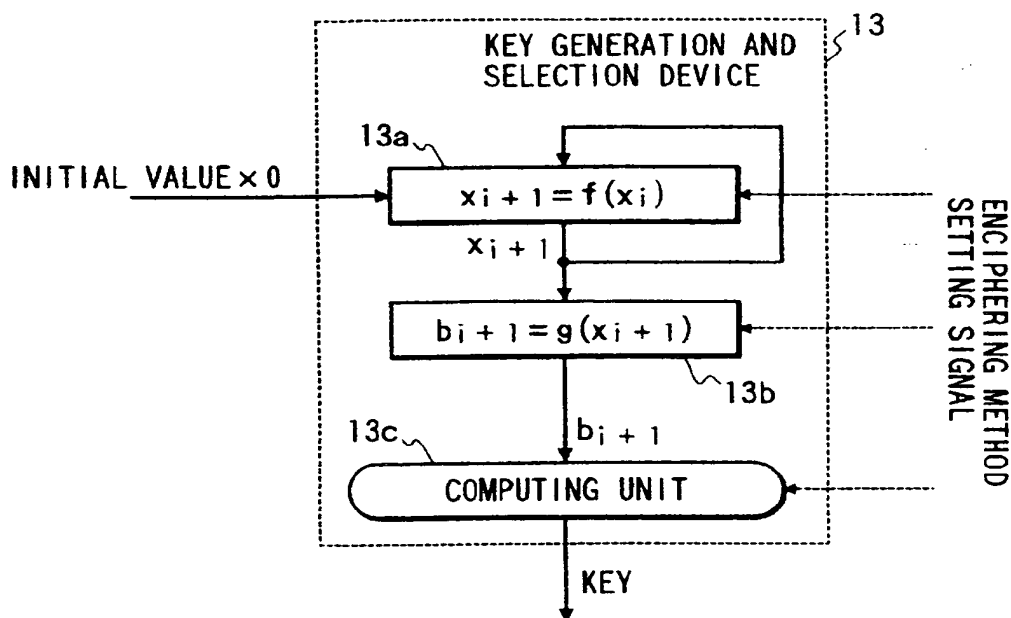 13
KEY GENERATION AND
SELECTION DEVICE
13a
INITIAL VALUE × 0
xi + 1 = f (xi)
xi + 1
bi + 1 = g (xi + 1)
13b
13c
bi + 1
COMPUTING UNIT
KEY
ENCIPHERING METHOD
SETTING SIGNAL